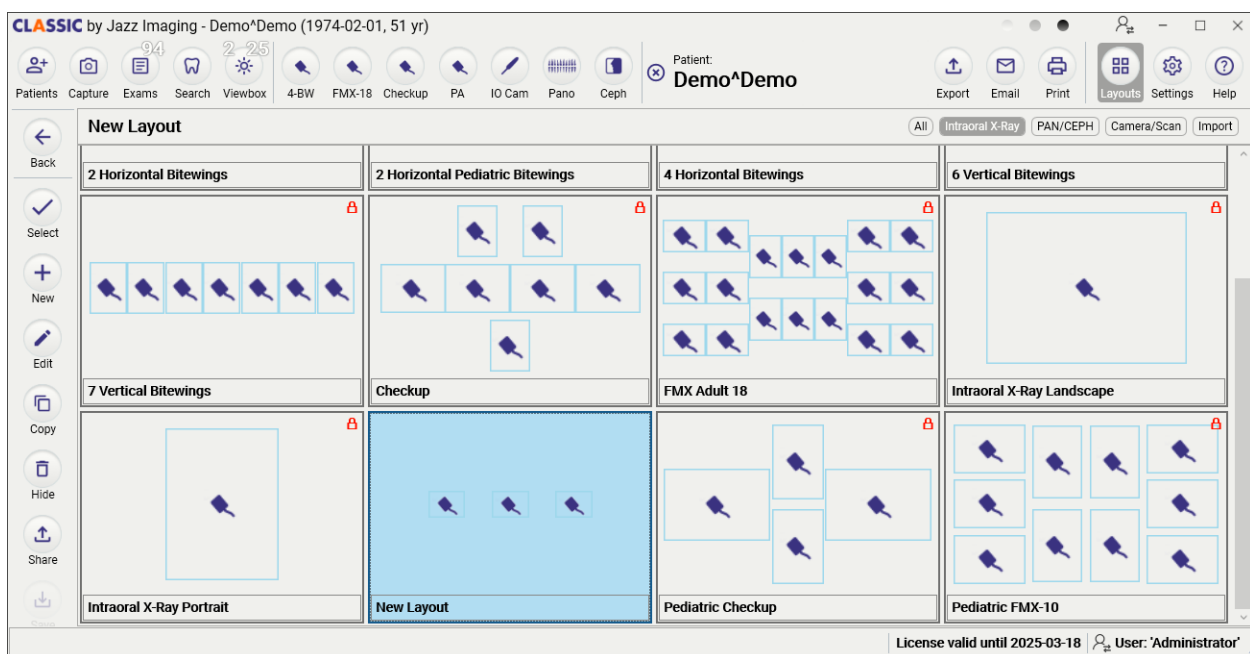 CLASSIC by Jazz Imaging - Demo^Demo (1974-02-01, 51 yr)
94
2 25
Patients Capture Exams Search Viewbox 4-BW FMX-18 Checkup PA IO Cam Pano Ceph
Patient:
Demo^Demo
Export Email Print Layouts Settings Help
Back
New Layout
All Intraoral X-Ray PAN/CEPH Camera/Scan Import
2 Horizontal Bitewings 2 Horizontal Pediatric Bitewings 4 Horizontal Bitewings 6 Vertical Bitewings
Select
New
Edit
7 Vertical Bitewings Checkup FMX Adult 18 Intraoral X-Ray Landscape
Copy
Hide
Share
Intraoral X-Ray Portrait New Layout Pediatric Checkup Pediatric FMX-10
Save
License valid until 2025-03-18 User: 'Administrator'